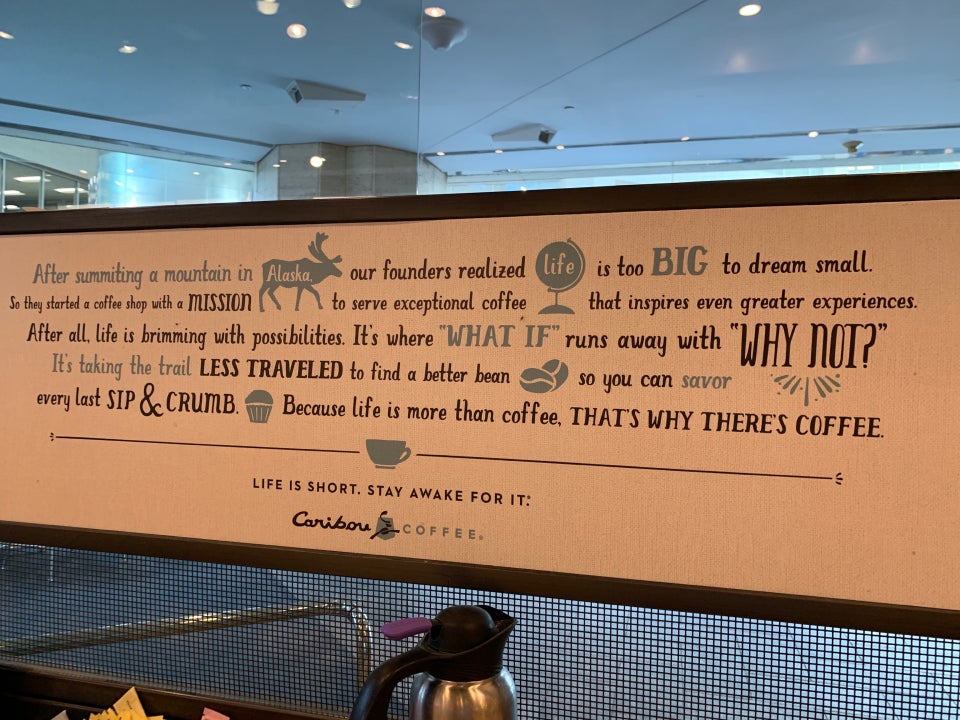 After summiting a mountain in Alaska, our founders realized life is too BIG to dream small.
So they started a coffee shop with a MISSION to serve exceptional coffee that inspires even greater experiences.
After all, life is brimming with possibilities. It's where "WHAT IF" runs away with "WHY NOT?"
It's taking the trail LESS TRAVELED to find a better bean so you can savor
every last SIP & CRUMB. Because life is more than coffee, THAT'S WHY THERE'S COFFEE.
LIFE IS SHORT. STAY AWAKE FOR IT.®
Caribou COFFEE®